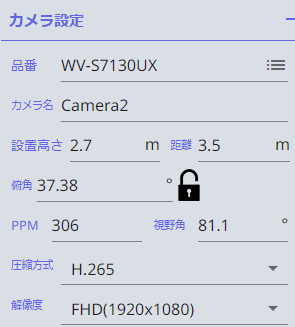 カメラ設定
品番 WV-S7130UX
カメラ名 Camera2
設置高さ 2.7 m 距離 3.5 m
俯角 37.38 °
PPM 306 視野角 81.1 °
圧縮方式 H.265
解像度 FHD(1920x1080)